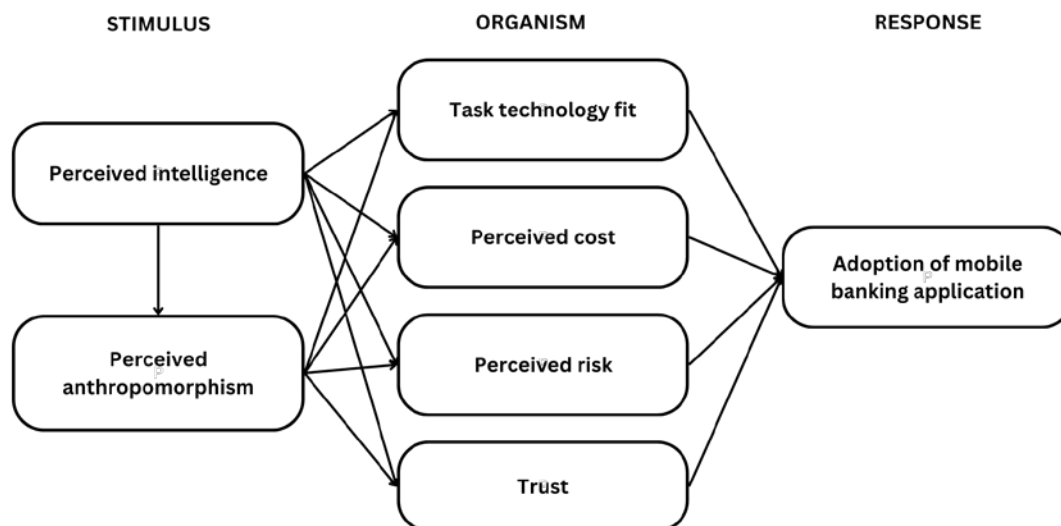 STIMULUS
ORGANISM
RESPONSE
Task technology fit
Perceived intelligence
Perceived cost
Adoption of mobile
banking application
Perceived
anthropomorphism
Perceived risk
Trust